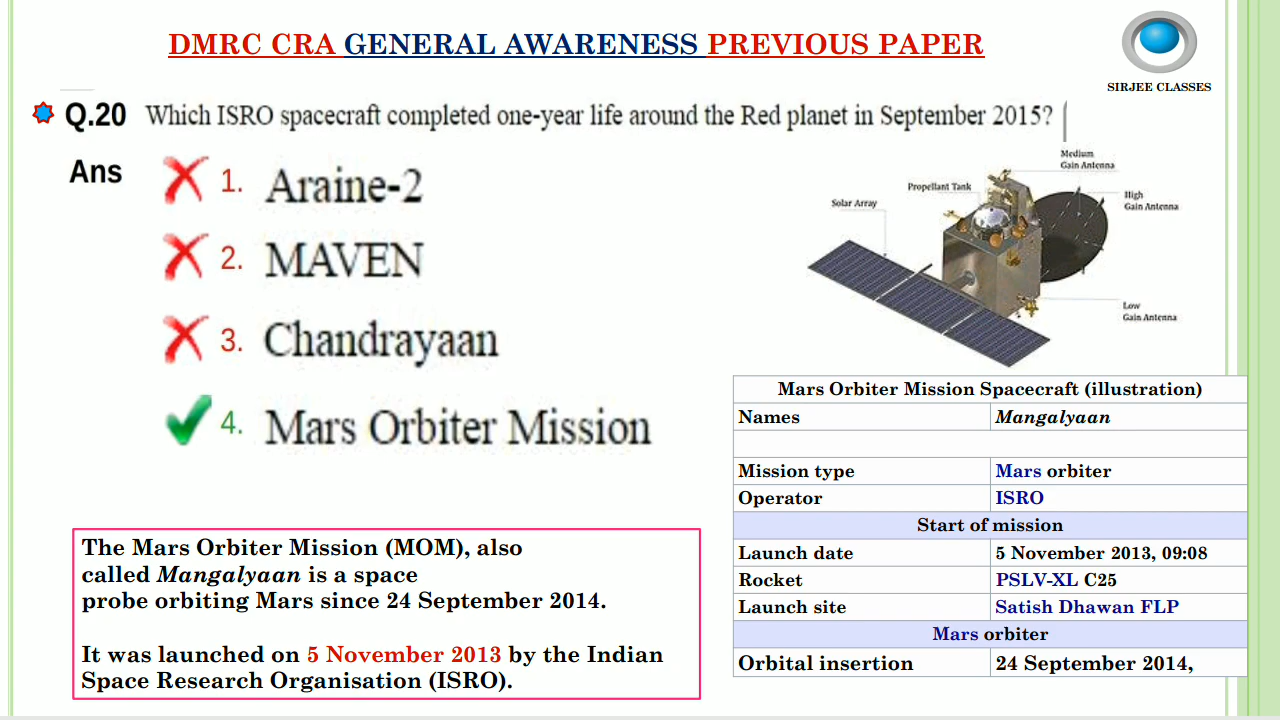 DMRC CRA GENERAL AWARENESS PREVIOUS PAPER
SIRJEE CLASSES
Q.20 Which ISRO spacecraft completed one-year life around the Red planet in September 2015?
Ans
1. Araine-2
2. MAVEN
3. Chandrayaan
4. Mars Orbiter Mission
Medium
Gain Antenna
Propellant Tank
High
Gain Antenna
Solar Array
Low
Gain Antenna
Mars Orbiter Mission Spacecraft (illustration)
Names Mangalyaan
Mission type Mars orbiter
Operator ISRO
Start of mission
Launch date 5 November 2013, 09:08
Rocket PSLV-XL C25
Launch site Satish Dhawan FLP
Mars orbiter
Orbital insertion 24 September 2014,
The Mars Orbiter Mission (MOM), also
called Mangalyaan is a space
probe orbiting Mars since 24 September 2014.
It was launched on 5 November 2013 by the Indian
Space Research Organisation (ISRO).